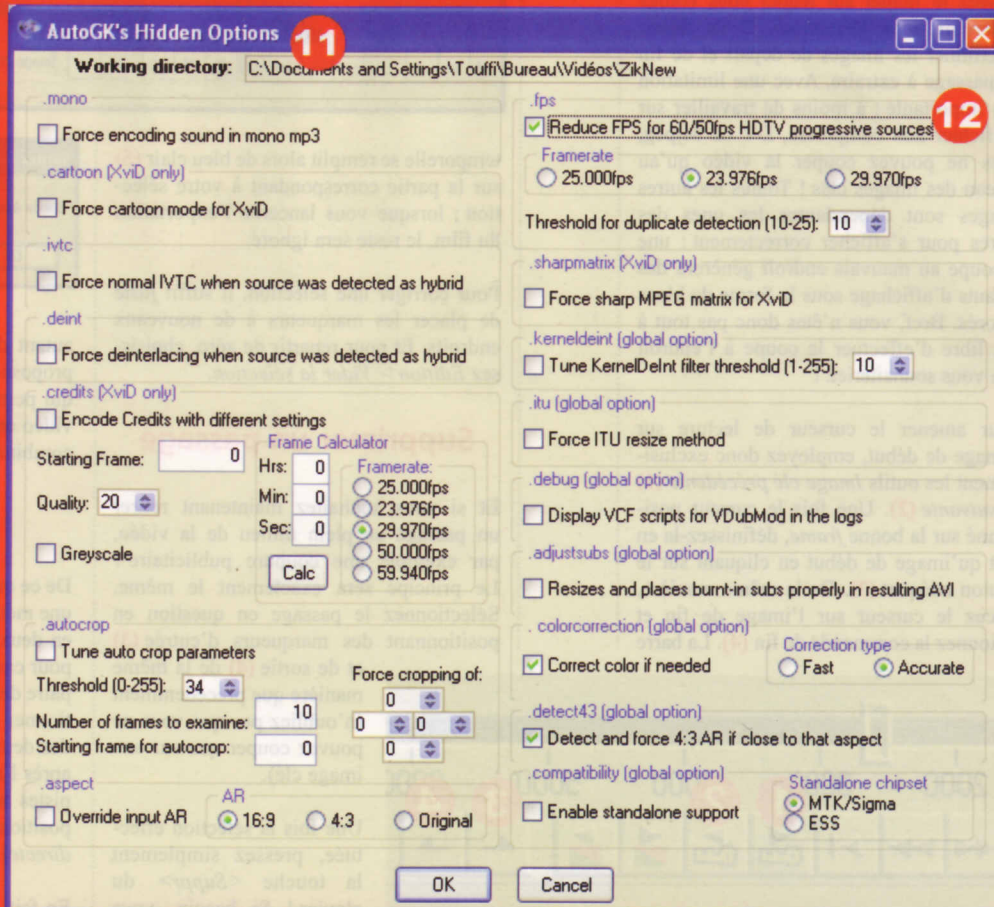 AutoGK's Hidden Options
11
Working directory: C:\Documents and Settings\Touffi\Bureau\Vidéos\ZikNew
.mono
Force encoding sound in mono mp3
.cartoon (XviD only)
Force cartoon mode for XviD
.ivtc
Force normal IVTC when source was detected as hybrid
.deint
Force deinterlacing when source was detected as hybrid
.credits (XviD only)
Encode Credits with different settings
Starting Frame: 0
Quality: 20
Greyscale
Frame Calculator
Hrs: 0
Min: 0
Sec: 0
Calc
Framerate:
25.000fps
23.976fps
29.970fps
50.000fps
59.940fps
.autocrop
Tune auto crop parameters
Threshold (0-255): 34
Number of frames to examine: 10
Starting frame for autocrop: 0
Force cropping of:
0
0 0
0
.aspect
Override input AR
AR
16:9 4:3 Original
.fps
12
Reduce FPS for 60/50fps HDTV progressive sources
Framerate
25.000fps 23.976fps 29.970fps
Threshold for duplicate detection (10-25): 10
.sharpmatrix (XviD only)
Force sharp MPEG matrix for XviD
.kerneldeint (global option)
Tune KernelDeInt filter threshold (1-255): 10
.itu (global option)
Force ITU resize method
.debug (global option)
Display VCF scripts for VDubMod in the logs
.adjustsubs (global option)
Resizes and places burnt-in subs properly in resulting AVI
. colorcorrection (global option)
Correct color if needed
Correction type
Fast Accurate
.detect43 (global option)
Detect and force 4:3 AR if close to that aspect
.compatibility (global option)
Enable standalone support
Standalone chipset
MTK/Sigma
ESS
OK Cancel